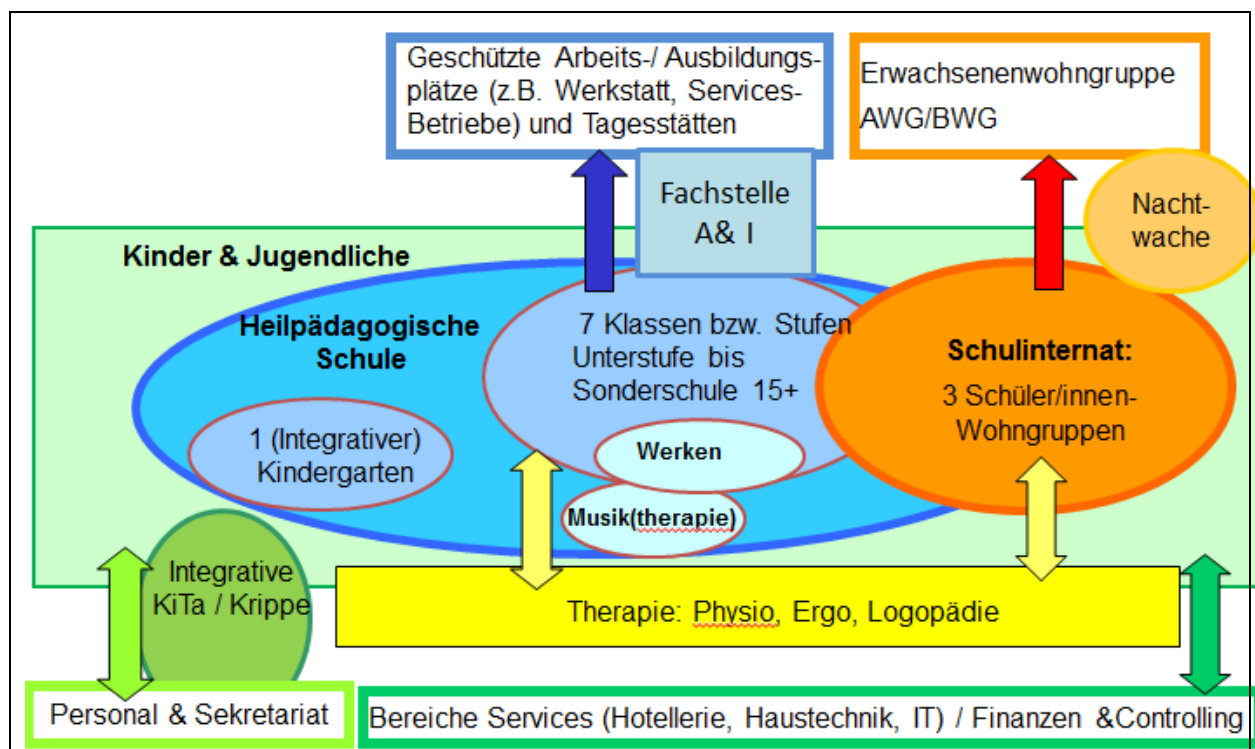 Geschützte Arbeits-/ Ausbildungs-
plätze (z.B. Werkstatt, Services-
Betriebe) und Tagesstätten
Erwachsenenwohngruppe
AWG/BWG
Fachstelle
A& I
Nacht-
wache
Kinder & Jugendliche
Heilpädagogische
Schule
7 Klassen bzw. Stufen
Unterstufe bis
Sonderschule 15+
Schulinternat:
3 Schüler/innen-
Wohngruppen
1 (Integrativer)
Kindergarten
Werken
Musik(therapie)
Integrative
KiTa / Krippe
Therapie: Physio, Ergo, Logopädie
Personal & Sekretariat
Bereiche Services (Hotellerie, Haustechnik, IT) / Finanzen &Controlling